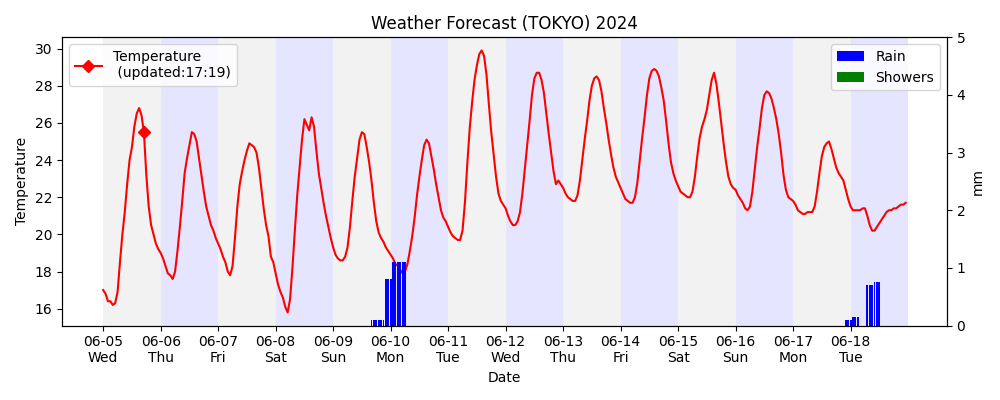 Weather Forecast (TOKYO) 2024
Temperature
(updated:17:19)
Rain
Showers
Temperature
30
28
26
24
22
20
18
16
5
4
3
2
1
0
mm
06-05 06-06 06-07 06-08 06-09 06-10 06-11 06-12 06-13 06-14 06-15 06-16 06-17 06-18
Wed Thu Fri Sat Sun Mon Tue Wed Thu Fri Sat Sun Mon Tue
Date